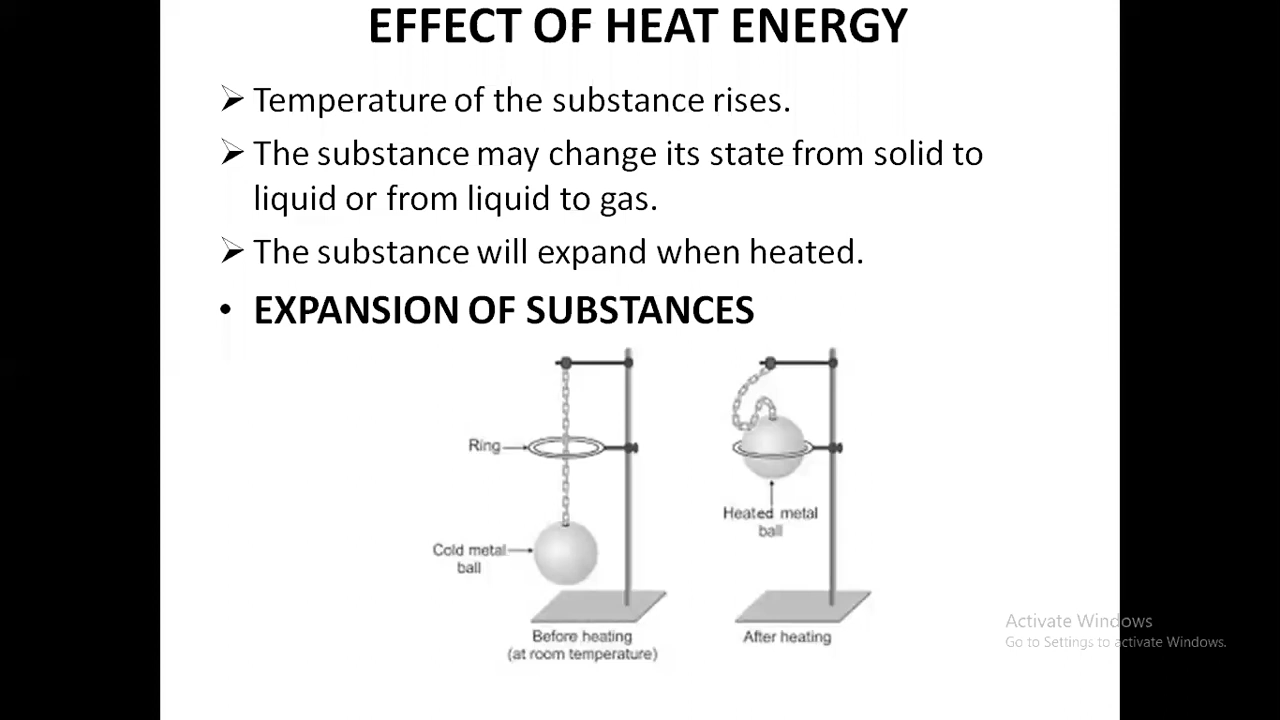 EFFECT OF HEAT ENERGY
➢ Temperature of the substance rises.
➢ The substance may change its state from solid to
liquid or from liquid to gas.
➢ The substance will expand when heated.
• EXPANSION OF SUBSTANCES
Ring
Cold metal
ball
Before heating
(at room temperature)
Heated metal
ball
After heating
Activate Windows
Go to Settings to activate Windows.